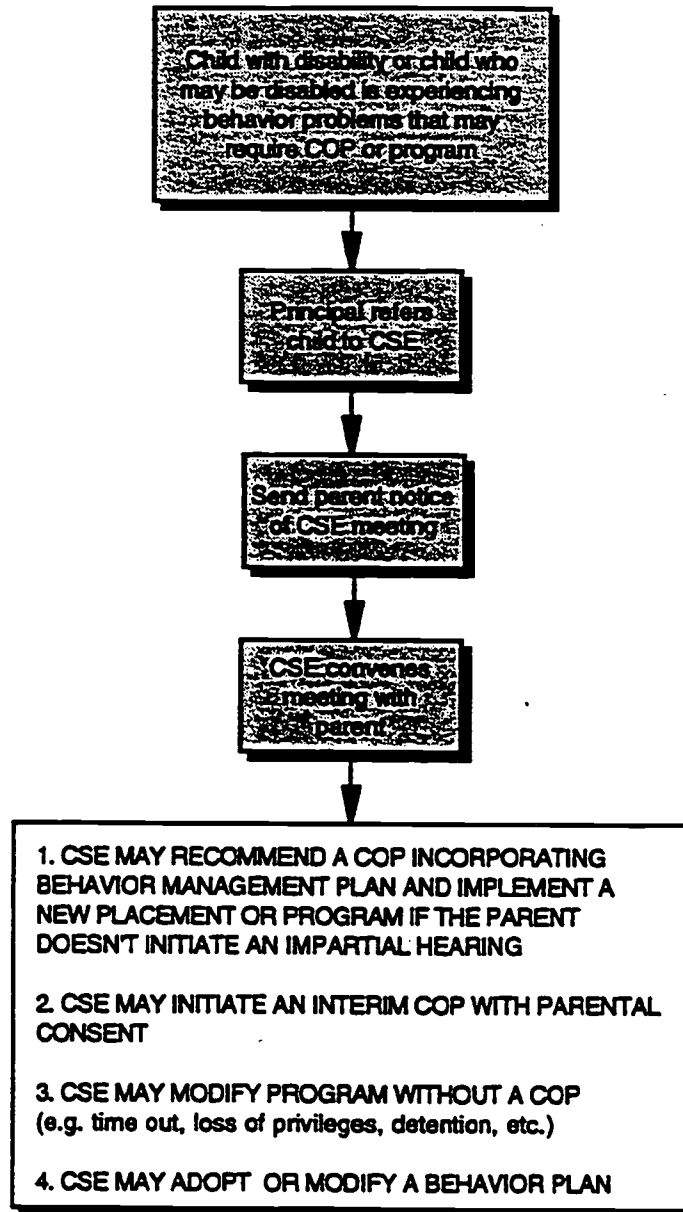 Child with disability or child who
may be disabled is experiencing
behavior problems that may
require COP or program
Principal refers
child to CSE
Send parent notice
of CSE meeting
CSE convenes
meeting with
parent
1. CSE MAY RECOMMEND A COP INCORPORATING
BEHAVIOR MANAGEMENT PLAN AND IMPLEMENT A
NEW PLACEMENT OR PROGRAM IF THE PARENT
DOESN'T INITIATE AN IMPARTIAL HEARING
2. CSE MAY INITIATE AN INTERIM COP WITH PARENTAL
CONSENT
3. CSE MAY MODIFY PROGRAM WITHOUT A COP
(e.g. time out, loss of privileges, detention, etc.)
4. CSE MAY ADOPT OR MODIFY A BEHAVIOR PLAN